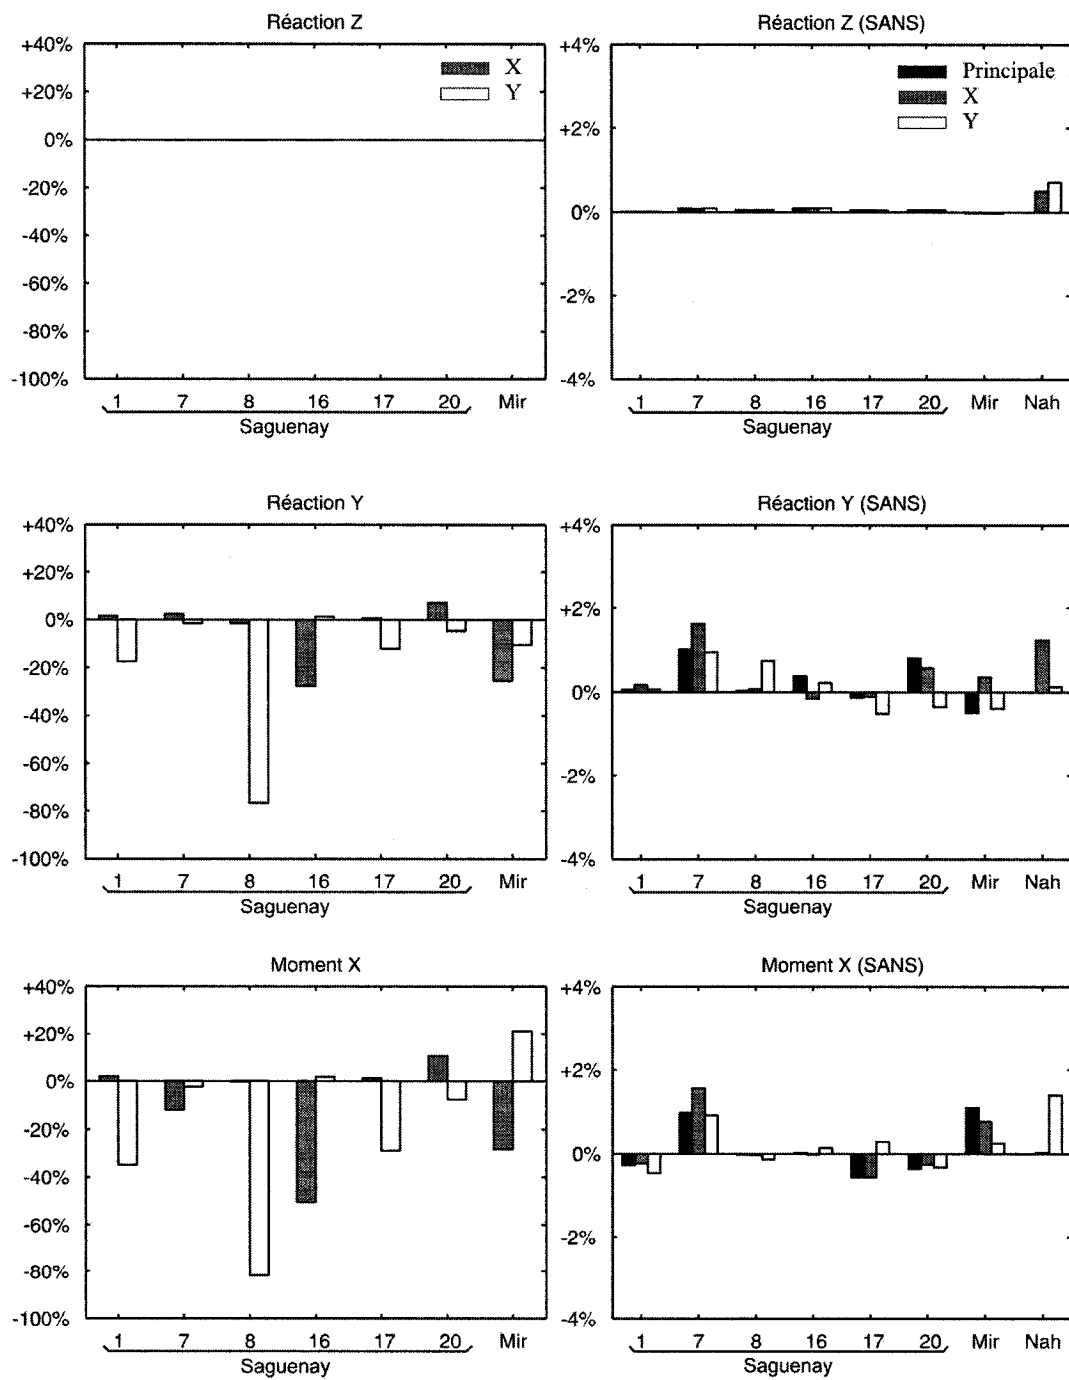 Réaction Z
+40%
+20%
0%
-20%
-40%
-60%
-80%
-100%
X
Y
1 7 8 16 17 20 Mir
Saguenay
Réaction Z (SANS)
+4%
+2%
0%
-2%
-4%
Principale
X
Y
1 7 8 16 17 20 Mir Nah
Saguenay
Réaction Y
+40%
+20%
0%
-20%
-40%
-60%
-80%
-100%
1 7 8 16 17 20 Mir
Saguenay
Réaction Y (SANS)
+4%
+2%
0%
-2%
-4%
1 7 8 16 17 20 Mir Nah
Saguenay
Moment X
+40%
+20%
0%
-20%
-40%
-60%
-80%
-100%
1 7 8 16 17 20 Mir
Saguenay
Moment X (SANS)
+4%
+2%
0%
-2%
-4%
1 7 8 16 17 20 Mir Nah
Saguenay